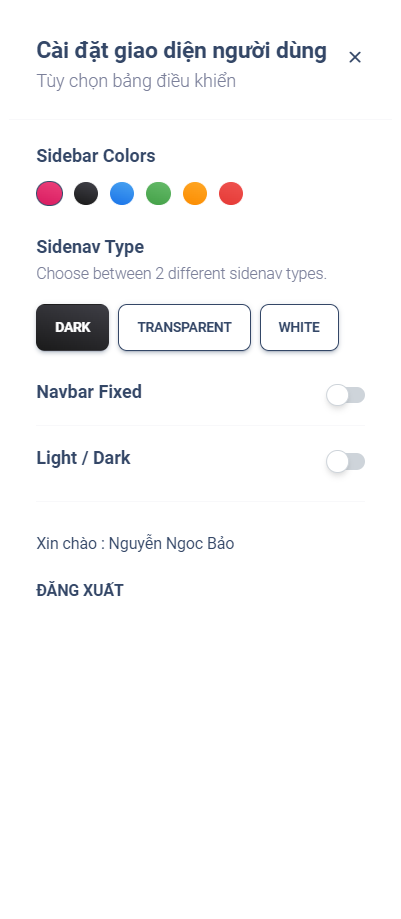 Cài đặt giao diện người dùng
Tùy chọn bảng điều khiển
Sidebar Colors
Sidenav Type
Choose between 2 different sidenav types.
DARK
TRANSPARENT
WHITE
Navbar Fixed
Light / Dark
Xin chào : Nguyễn Ngoc Bảo
ĐĂNG XUẤT